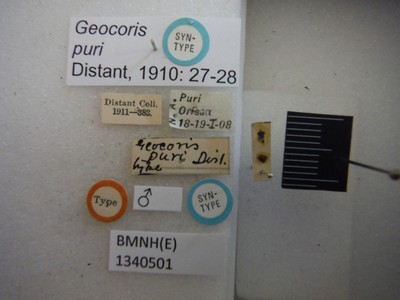 Geocoris
puri
Distant, 1910: 27-28
SYN-
TYPE
Distant Coll.
1911—383.
N.A.
Puri
Orissa
18-19-I-08
Geocoris
puri Dist.
type
Type
♂
SYN-
TYPE
BMNH(E)
1340501